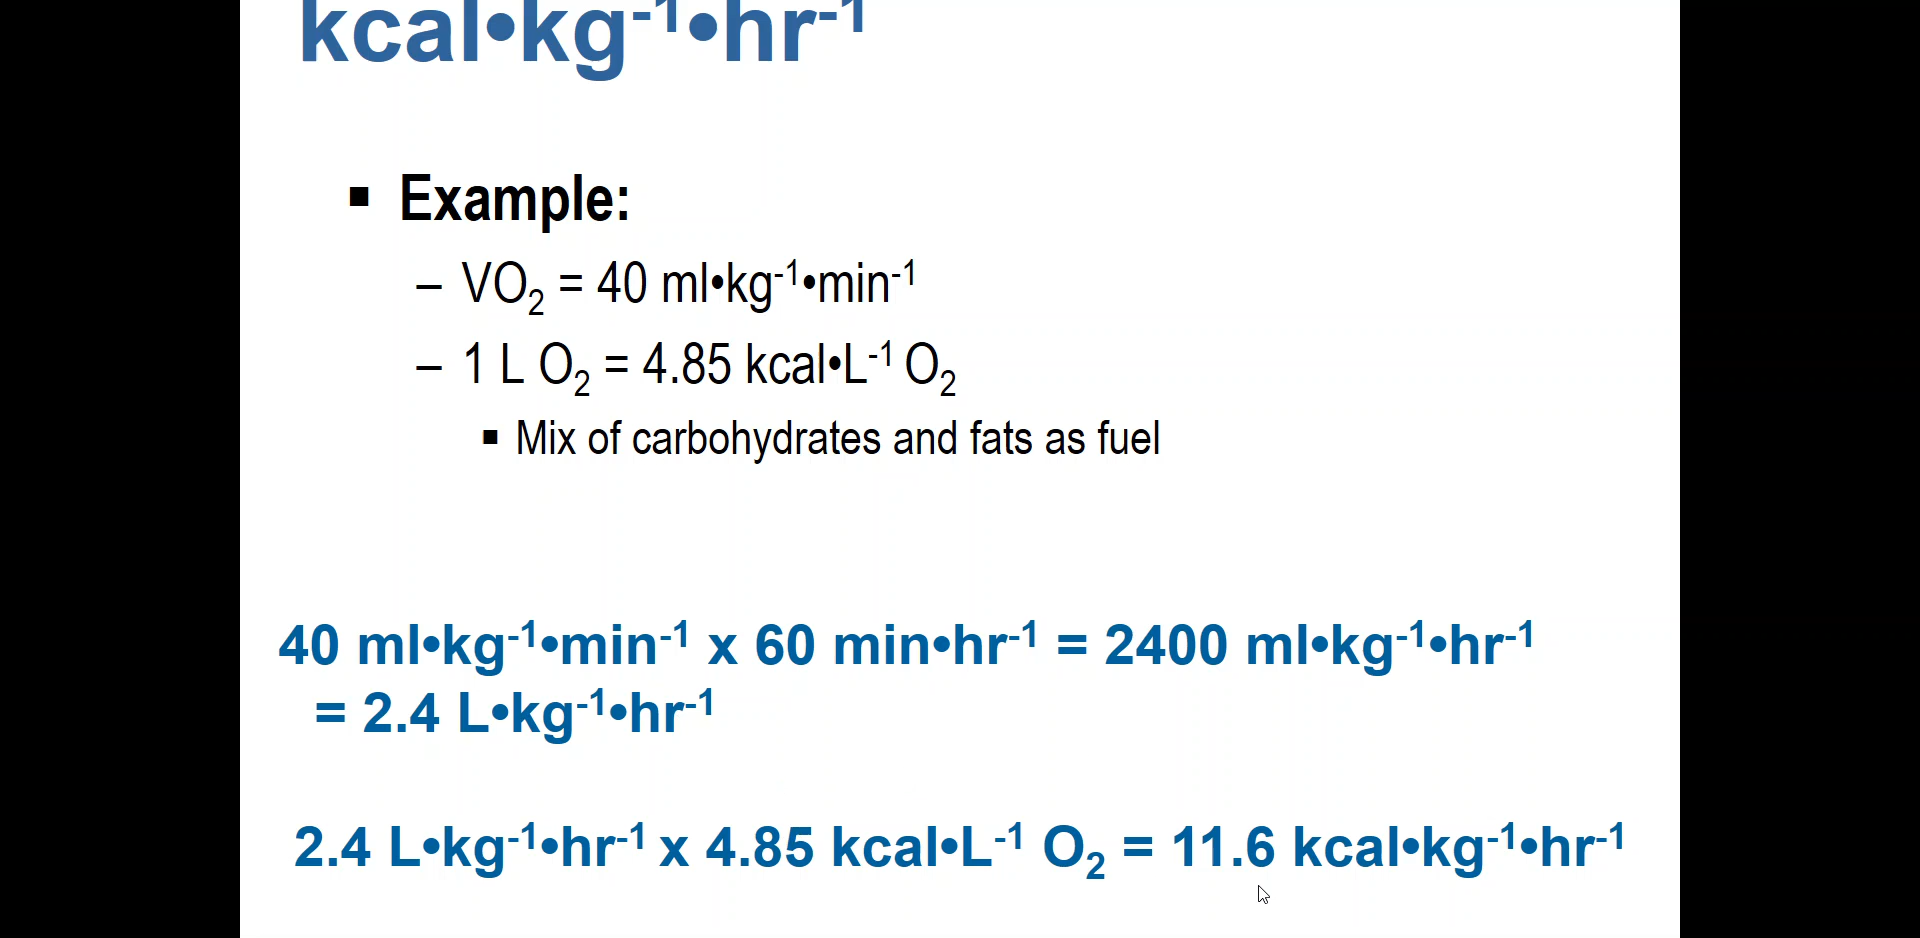 kcal•kg⁻¹•hr⁻¹
▪ Example:
– VO₂ = 40 ml•kg⁻¹•min⁻¹
– 1 L O₂ = 4.85 kcal•L⁻¹ O₂
▪ Mix of carbohydrates and fats as fuel
40 ml•kg⁻¹•min⁻¹ x 60 min•hr⁻¹ = 2400 ml•kg⁻¹•hr⁻¹
= 2.4 L•kg⁻¹•hr⁻¹
2.4 L•kg⁻¹•hr⁻¹ x 4.85 kcal•L⁻¹ O₂ = 11.6 kcal•kg⁻¹•hr⁻¹